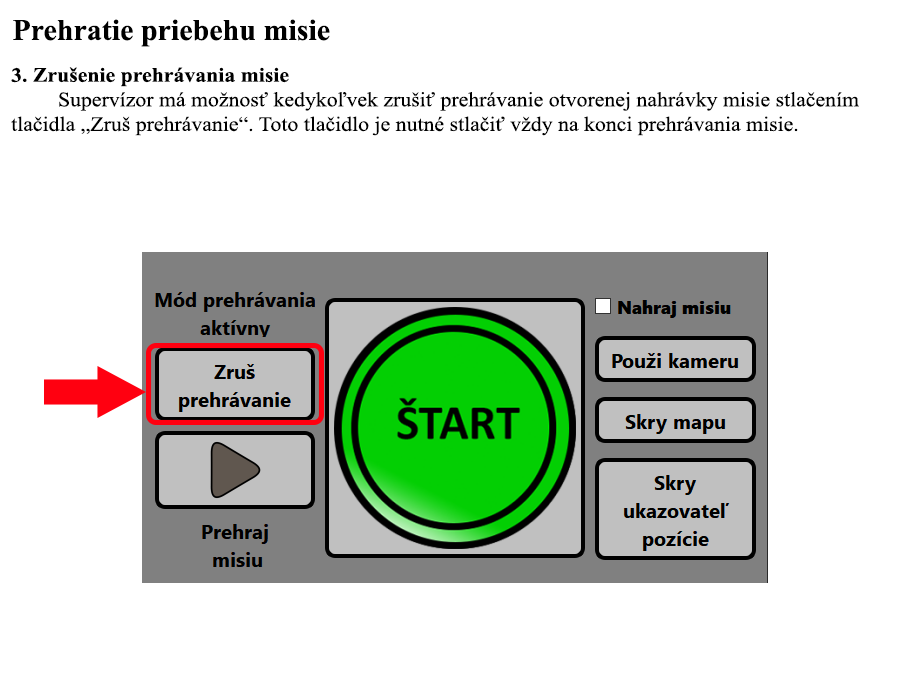 Prehratie priebehu misie
3. Zrušenie prehrávania misie
Supervízor má možnosť kedykoľvek zrušiť prehrávanie otvorenej nahrávky misie stlačením
tlačidla „Zruš prehrávanie“. Toto tlačidlo je nutné stlačiť vždy na konci prehrávania misie.
Mód prehrávania
aktívny
Zruš
prehrávanie
Prehraj
misiu
ŠTART
Nahraj misiu
Použi kameru
Skry mapu
Skry
ukazovateľ
pozície